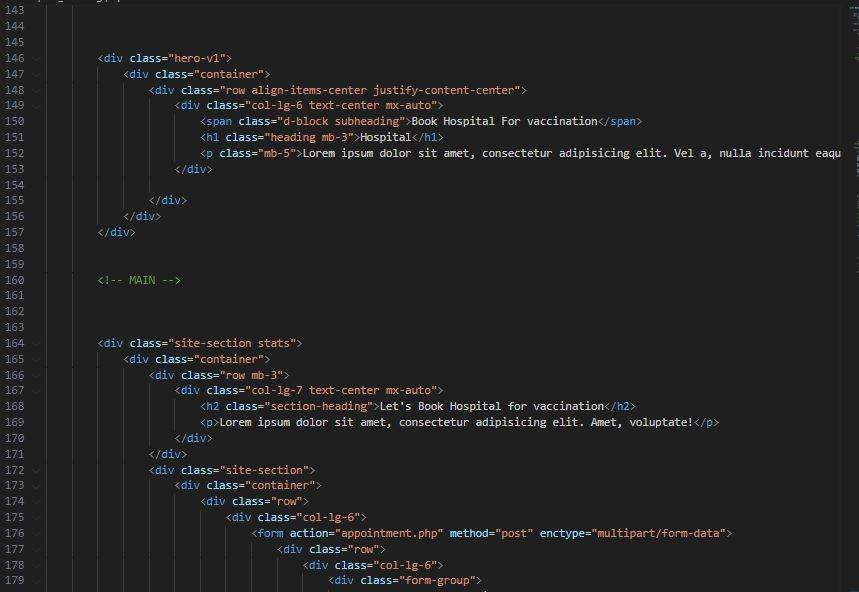 143
144
145
146 <div class="hero-v1">
147 <div class="container">
148 <div class="row align-items-center justify-content-center">
149 <div class="col-lg-6 text-center mx-auto">
150 <span class="d-block subheading">Book Hospital For vaccination</span>
151 <h1 class="heading mb-3">Hospital</h1>
152 <p class="mb-5">Lorem ipsum dolor sit amet, consectetur adipisicing elit. Vel a, nulla incidunt eaqu
153 </div>
154
155 </div>
156 </div>
157 </div>
158
159
160 <!-- MAIN -->
161
162
163
164 <div class="site-section stats">
165 <div class="container">
166 <div class="row mb-3">
167 <div class="col-lg-7 text-center mx-auto">
168 <h2 class="section-heading">Let's Book Hospital for vaccination</h2>
169 <p>Lorem ipsum dolor sit amet, consectetur adipisicing elit. Amet, voluptate!</p>
170 </div>
171 </div>
172 <div class="site-section">
173 <div class="container">
174 <div class="row">
175 <div class="col-lg-6">
176 <form action="appointment.php" method="post" enctype="multipart/form-data">
177 <div class="row">
178 <div class="col-lg-6">
179 <div class="form-group">